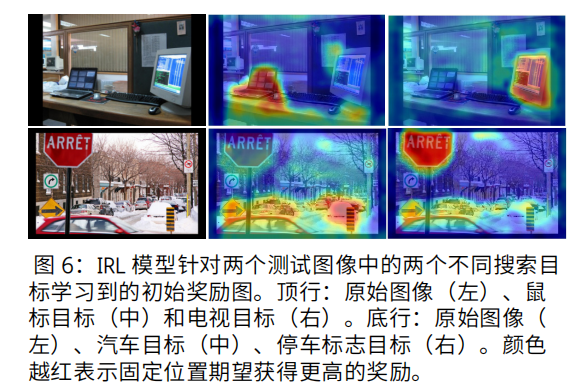 ARRÊT
ARRÊT
ARRÊT
图 6：IRL 模型针对两个测试图像中的两个不同搜索目
标学习到的初始奖励图。顶行：原始图像（左）、鼠
标目标（中）和电视目标（右）。底行：原始图像（
左）、汽车目标（中）、停车标志目标（右）。颜色
越红表示固定位置期望获得更高的奖励。